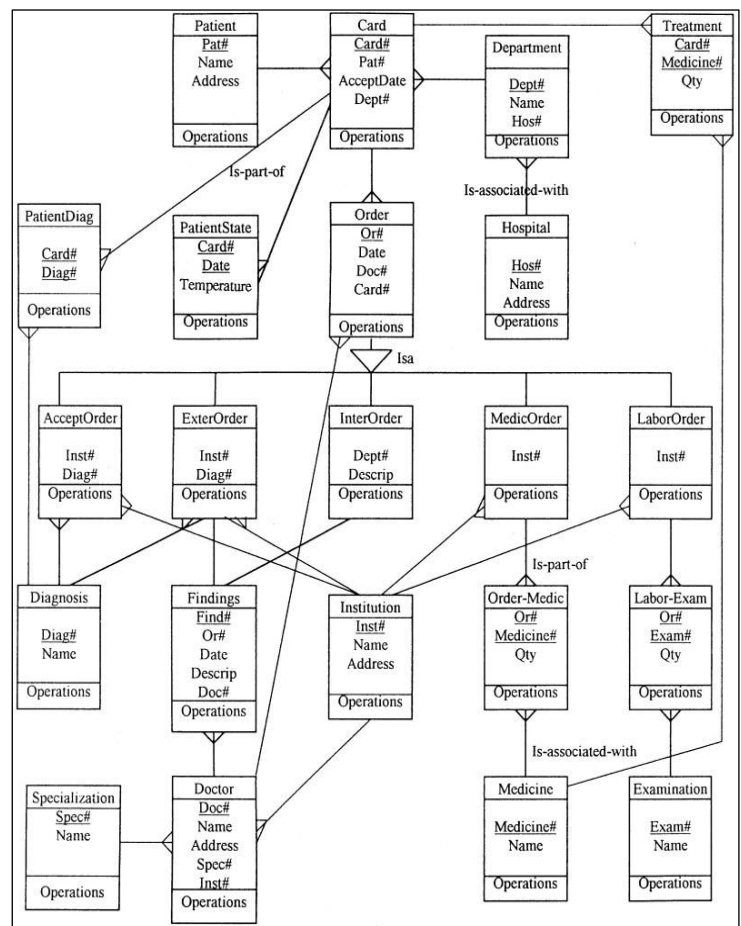 Patient
Pat#
Name
Address
Operations
Card
Card#
Pat#
AcceptDate
Dept#
Operations
Department
Dept#
Name
Hos#
Operations
Treatment
Card#
Medicine#
Qty
Operations
Is-part-of
Is-associated-with
PatientDiag
Card#
Diag#
Operations
PatientState
Card#
Date
Temperature
Operations
Order
Or#
Date
Doc#
Card#
Operations
Hospital
Hos#
Name
Address
Operations
Isa
AcceptOrder
Inst#
Diag#
Operations
ExterOrder
Inst#
Diag#
Operations
InterOrder
Dept#
Descrip
Operations
MedicOrder
Inst#
Operations
LaborOrder
Inst#
Operations
Is-part-of
Diagnosis
Diag#
Name
Operations
Findings
Find#
Or#
Date
Descrip
Doc#
Operations
Institution
Inst#
Name
Address
Operations
Order-Medic
Or#
Medicine#
Qty
Operations
Labor-Exam
Or#
Exam#
Qty
Operations
Is-associated-with
Specialization
Spec#
Name
Operations
Doctor
Doc#
Name
Address
Spec#
Inst#
Operations
Medicine
Medicine#
Name
Operations
Examination
Exam#
Name
Operations